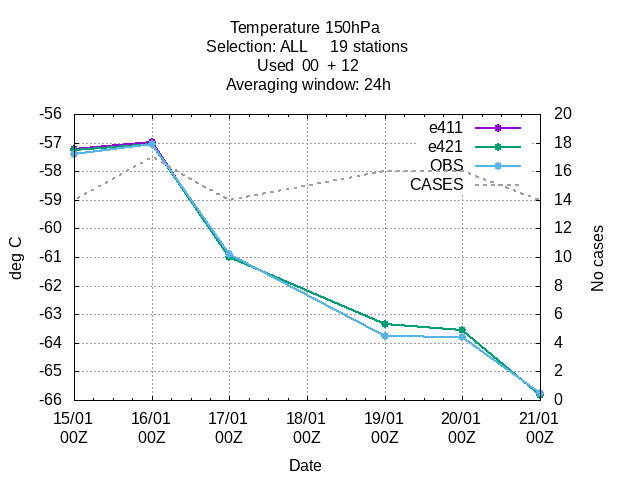 Temperature 150hPa
Selection: ALL     19 stations
Used  00  + 12
Averaging window: 24h
-56
-57
-58
-59
-60
-61
-62
-63
-64
-65
-66
deg C
20
18
16
14
12
10
8
6
4
2
0
No cases
e411
e421
OBS
CASES
15/01 16/01 17/01 18/01 19/01 20/01 21/01
00Z 00Z 00Z 00Z 00Z 00Z 00Z
Date